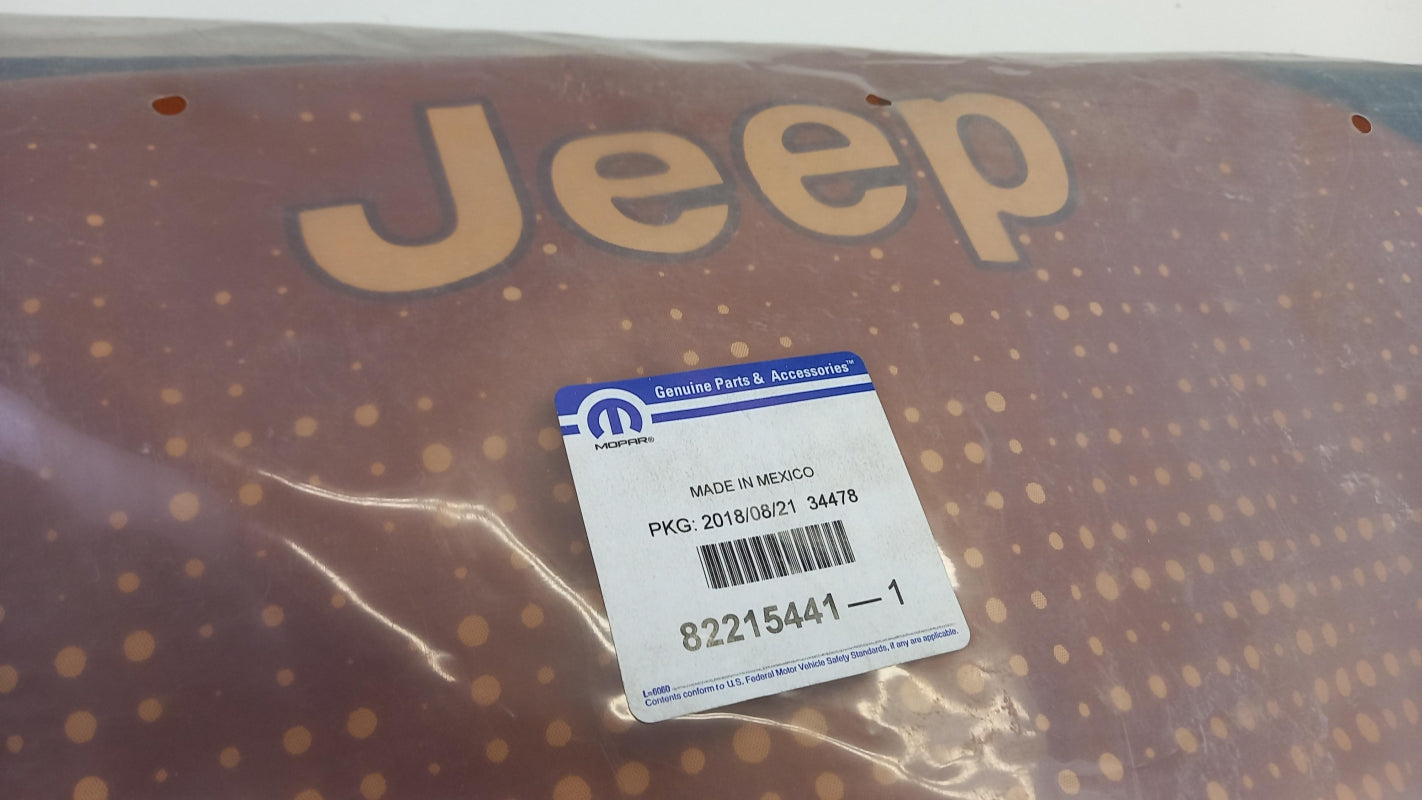 Jeep
Genuine Parts & Accessories™
MOPAR®
MADE IN MEXICO
PKG: 2018/08/21 34478
82215441—1
L=6060
Contents conform to U.S. Federal Motor Vehicle Safety Standards, if any are applicable.